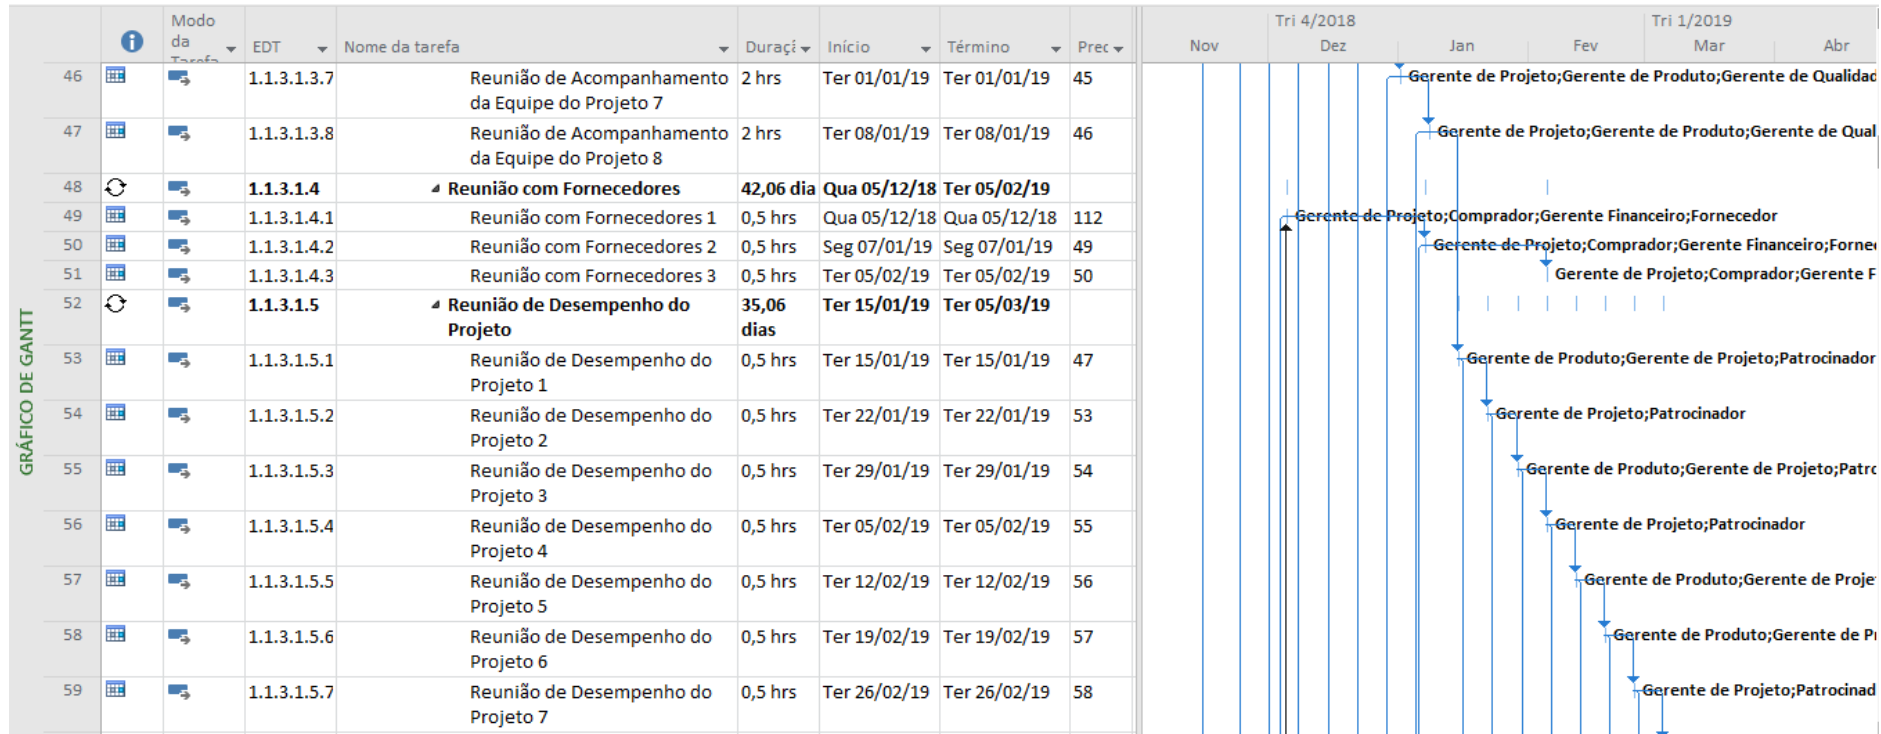 Modo da Tarefa EDT Nome da tarefa Duraçã Início Término Prec
Tri 4/2018 Tri 1/2019
Nov Dez Jan Fev Mar Abr
GRÁFICO DE GANTT
46 1.1.3.1.3.7 Reunião de Acompanhamento 2 hrs Ter 01/01/19 Ter 01/01/19 45 Gerente de Projeto;Gerente de Produto;Gerente de Qualidad
da Equipe do Projeto 7
47 1.1.3.1.3.8 Reunião de Acompanhamento 2 hrs Ter 08/01/19 Ter 08/01/19 46 Gerente de Projeto;Gerente de Produto;Gerente de Qual
da Equipe do Projeto 8
48 1.1.3.1.4 Reunião com Fornecedores 42,06 dia Qua 05/12/18 Ter 05/02/19
49 1.1.3.1.4.1 Reunião com Fornecedores 1 0,5 hrs Qua 05/12/18 Qua 05/12/18 112 Gerente de Projeto;Comprador;Gerente Financeiro;Fornecedor
50 1.1.3.1.4.2 Reunião com Fornecedores 2 0,5 hrs Seg 07/01/19 Seg 07/01/19 49 Gerente de Projeto;Comprador;Gerente Financeiro;Forne
51 1.1.3.1.4.3 Reunião com Fornecedores 3 0,5 hrs Ter 05/02/19 Ter 05/02/19 50 Gerente de Projeto;Comprador;Gerente F
52 1.1.3.1.5 Reunião de Desempenho do 35,06 Ter 15/01/19 Ter 05/03/19
Projeto dias
53 1.1.3.1.5.1 Reunião de Desempenho do 0,5 hrs Ter 15/01/19 Ter 15/01/19 47 Gerente de Produto;Gerente de Projeto;Patrocinador
Projeto 1
54 1.1.3.1.5.2 Reunião de Desempenho do 0,5 hrs Ter 22/01/19 Ter 22/01/19 53 Gerente de Projeto;Patrocinador
Projeto 2
55 1.1.3.1.5.3 Reunião de Desempenho do 0,5 hrs Ter 29/01/19 Ter 29/01/19 54 Gerente de Produto;Gerente de Projeto;Patro
Projeto 3
56 1.1.3.1.5.4 Reunião de Desempenho do 0,5 hrs Ter 05/02/19 Ter 05/02/19 55 Gerente de Projeto;Patrocinador
Projeto 4
57 1.1.3.1.5.5 Reunião de Desempenho do 0,5 hrs Ter 12/02/19 Ter 12/02/19 56 Gerente de Produto;Gerente de Proje
Projeto 5
58 1.1.3.1.5.6 Reunião de Desempenho do 0,5 hrs Ter 19/02/19 Ter 19/02/19 57 Gerente de Produto;Gerente de P
Projeto 6
59 1.1.3.1.5.7 Reunião de Desempenho do 0,5 hrs Ter 26/02/19 Ter 26/02/19 58 Gerente de Projeto;Patrocinad
Projeto 7